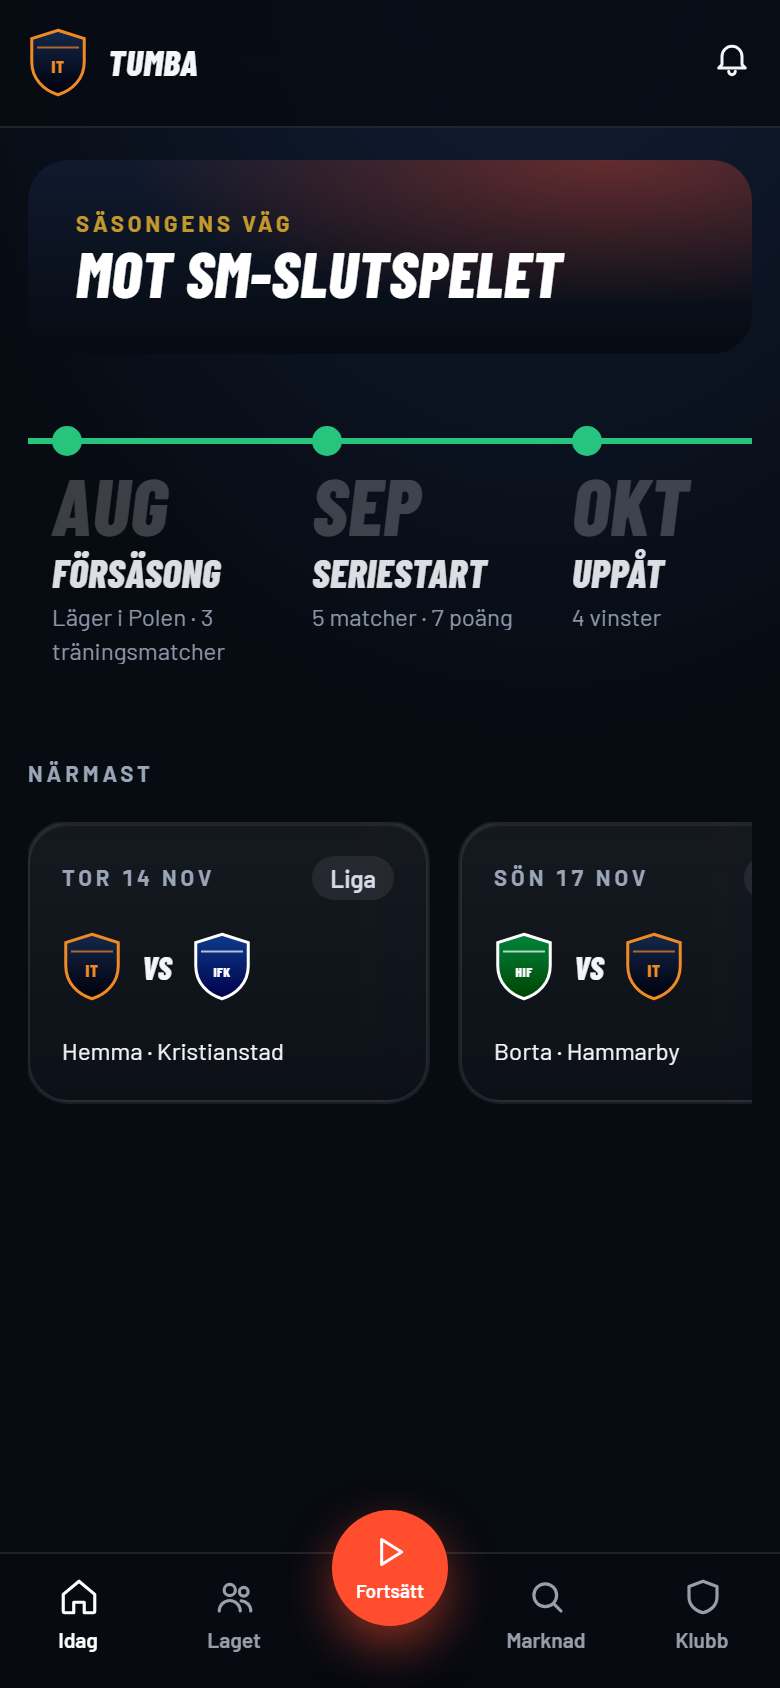 IT
TUMBA
SÄSONGENS VÄG
MOT SM-SLUTSPELET
AUG
FÖRSÄSONG
Läger i Polen · 3
träningsmatcher
SEP
SERIESTART
5 matcher · 7 poäng
OKT
UPPÅT
4 vinster
NÄRMAST
TOR 14 NOV
Liga
IT
VS
IFK
Hemma · Kristianstad
SÖN 17 NOV
HIF
VS
IT
Borta · Hammarby
Idag
Laget
Fortsätt
Marknad
Klubb